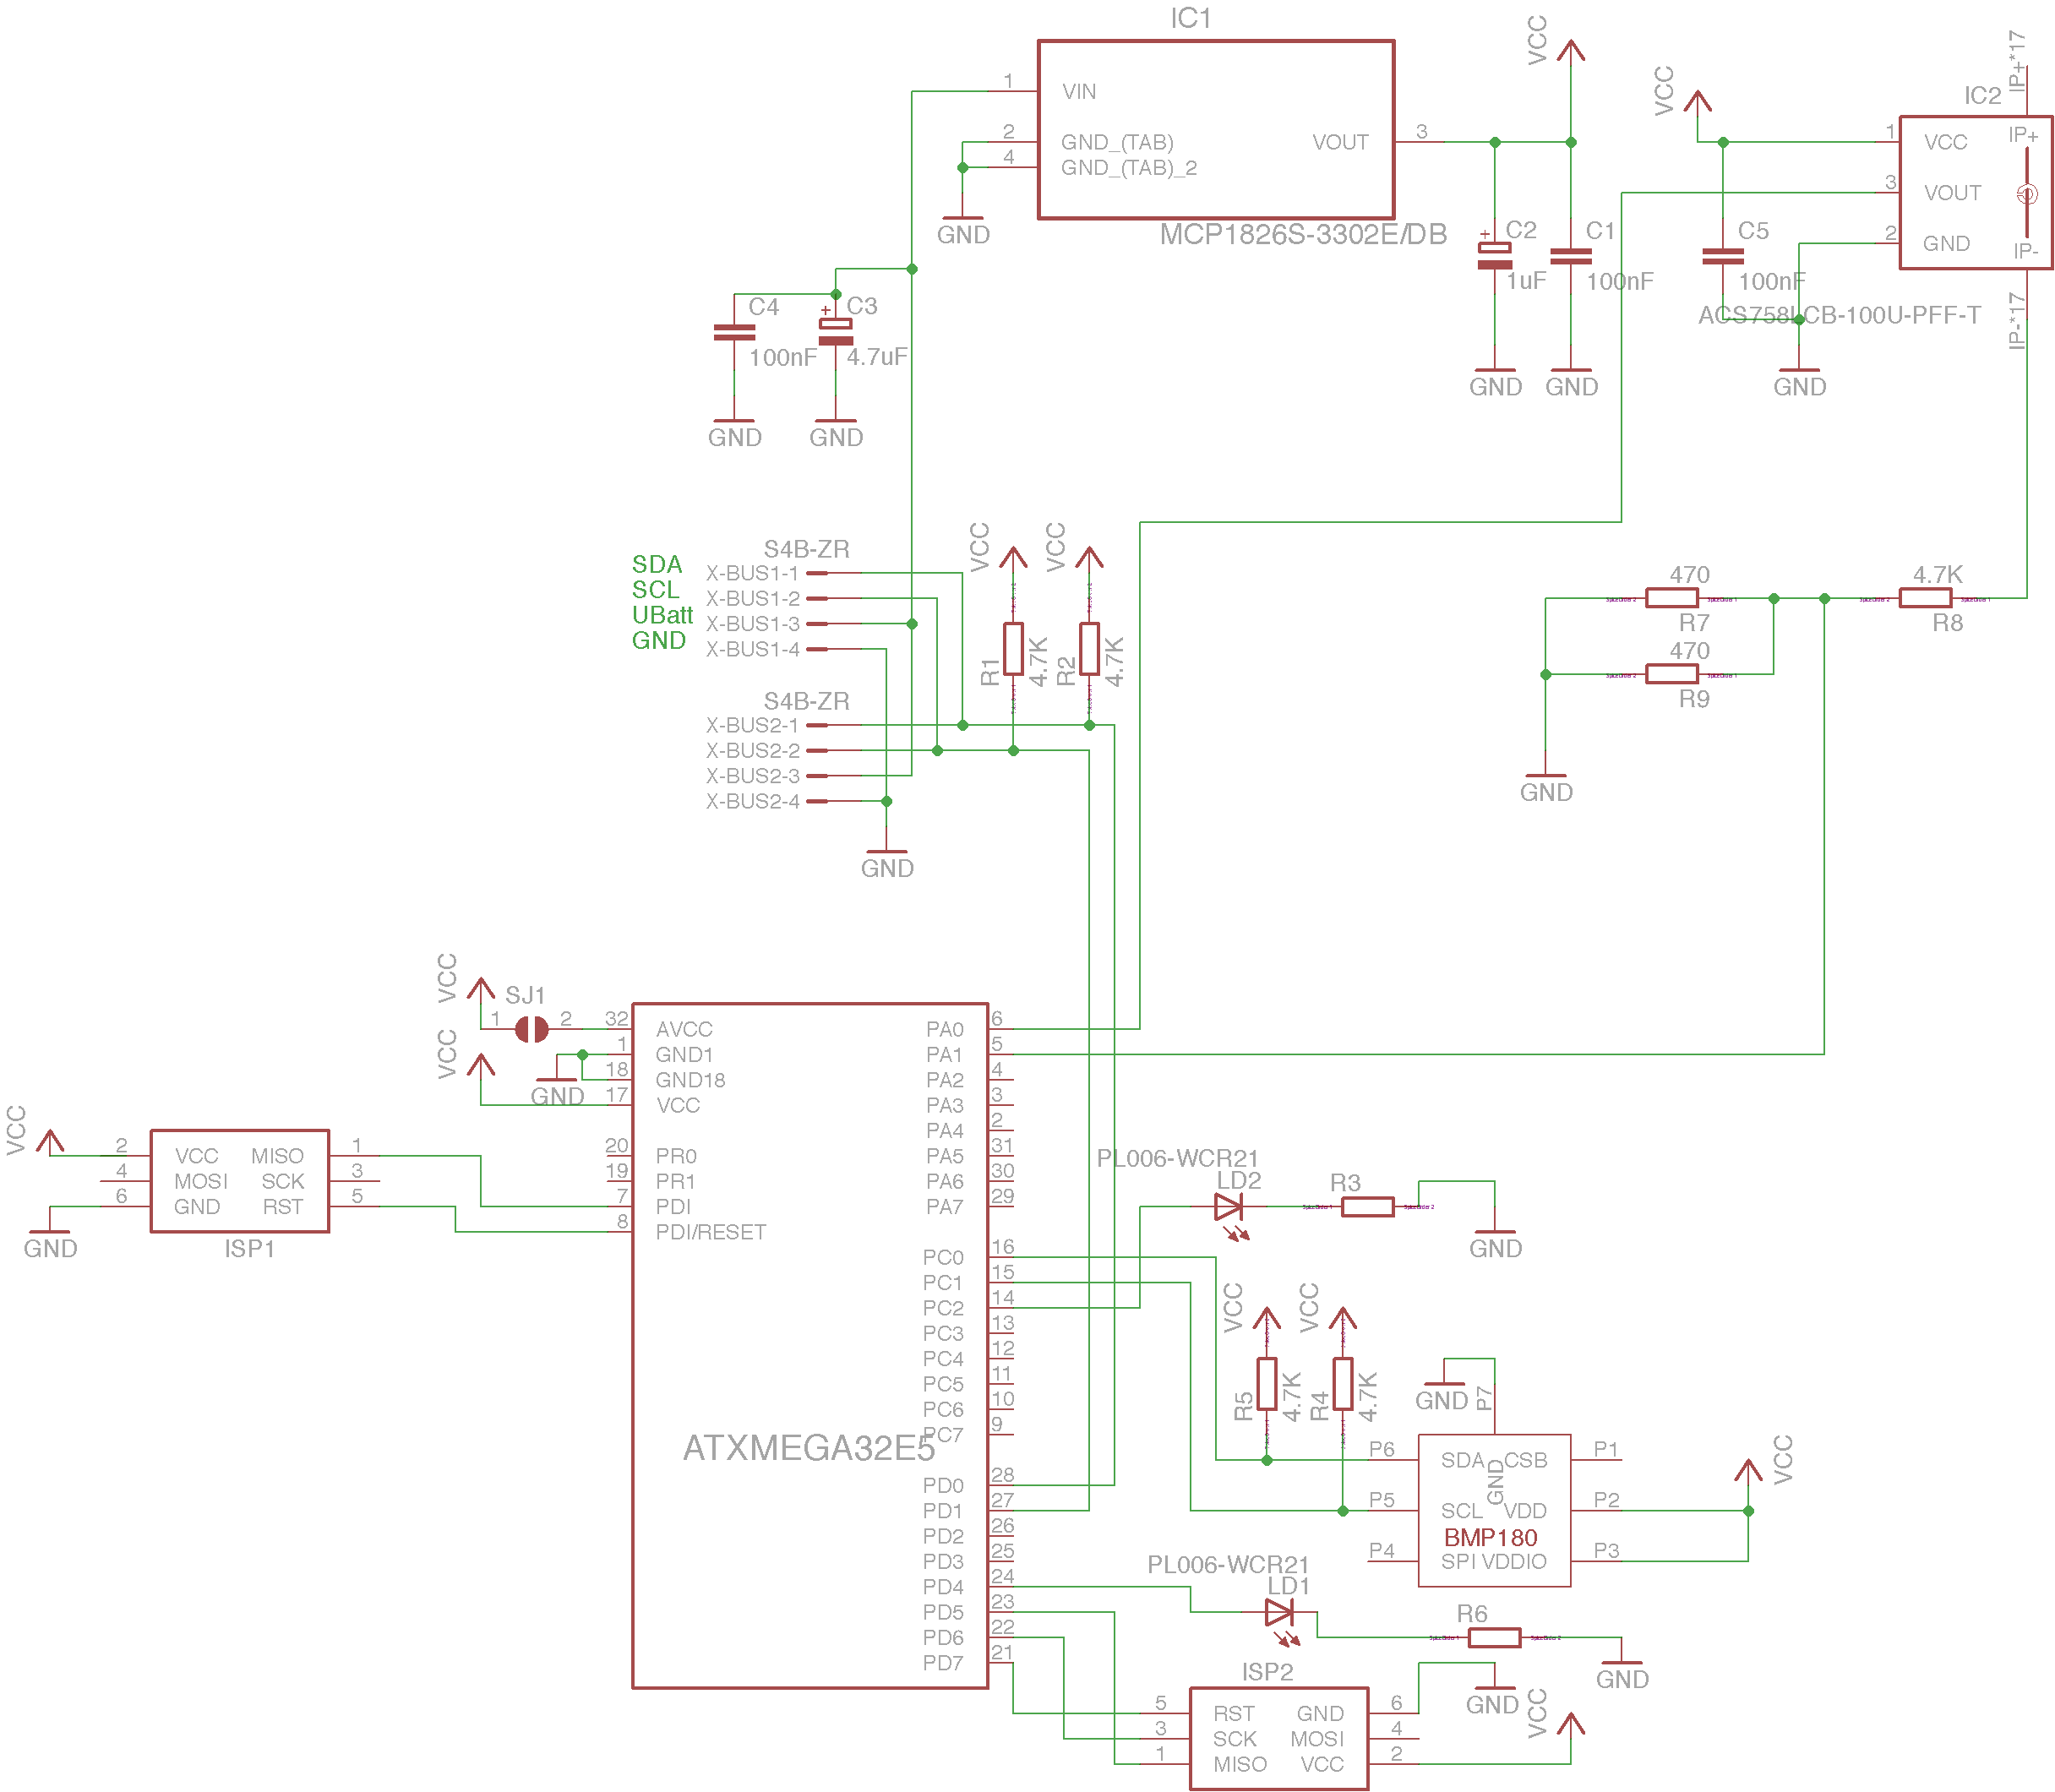 IC1
VCC
1
VIN
2
GND_(TAB)
4
GND_(TAB)_2
VOUT
3
GND
MCP1826S-3302E/DB
C2
1uF
GND
C1
100nF
GND
VCC
C5
100nF
GND
IP+*17
IC2
1
VCC
IP+
3
VOUT
2
GND
IP-
ACS758LCB-100U-PFF-T
IP-*17
C4
100nF
GND
C3
4.7uF
GND
SDA
SCL
UBatt
GND
S4B-ZR
X-BUS1-1
X-BUS1-2
X-BUS1-3
X-BUS1-4
S4B-ZR
X-BUS2-1
X-BUS2-2
X-BUS2-3
X-BUS2-4
GND
VCC
R1
4.7K
VCC
R2
4.7K
470
R7
470
R9
4.7K
R8
GND
VCC
SJ1
1
2
VCC
GND
32
AVCC
1
GND1
18
GND18
17
VCC
20
PR0
19
PR1
7
PDI
8
PDI/RESET
ATXMEGA32E5
PA0
6
PA1
5
PA2
4
PA3
3
PA4
2
PA5
31
PA6
30
PA7
29
PC0
16
PC1
15
PC2
14
PC3
13
PC4
12
PC5
11
PC6
10
PC7
9
PD0
28
PD1
27
PD2
26
PD3
25
PD4
24
PD5
23
PD6
22
PD7
21
VCC
2
VCC
MISO
1
4
MOSI
SCK
3
6
GND
RST
5
GND
ISP1
PL006-WCR21
LD2
R3
GND
VCC
R5
4.7K
VCC
R4
4.7K
GND
P7
P6
SDA
GND
CSB
P1
P5
SCL
VDD
P2
BMP180
P4
SPI
VDDIO
P3
VCC
PL006-WCR21
LD1
R6
GND
ISP2
5
RST
GND
6
3
SCK
MOSI
4
1
MISO
VCC
2
GND
VCC